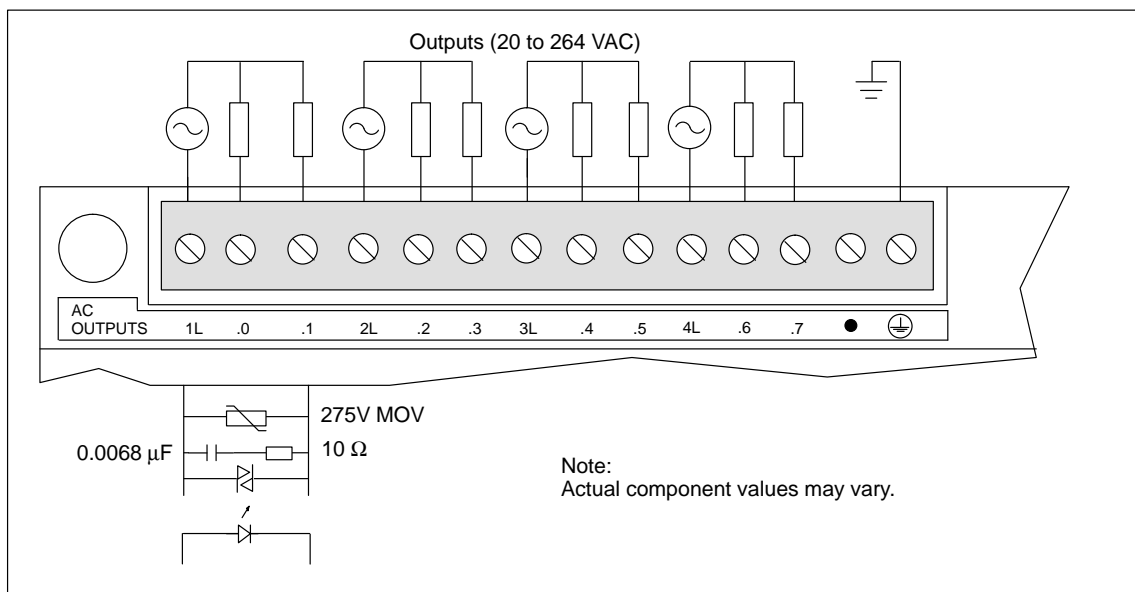 Outputs (20 to 264 VAC)
AC
OUTPUTS 1L .0 .1 2L .2 .3 3L .4 .5 4L .6 .7
275V MOV
0.0068 μF 10 Ω
Note:
Actual component values may vary.